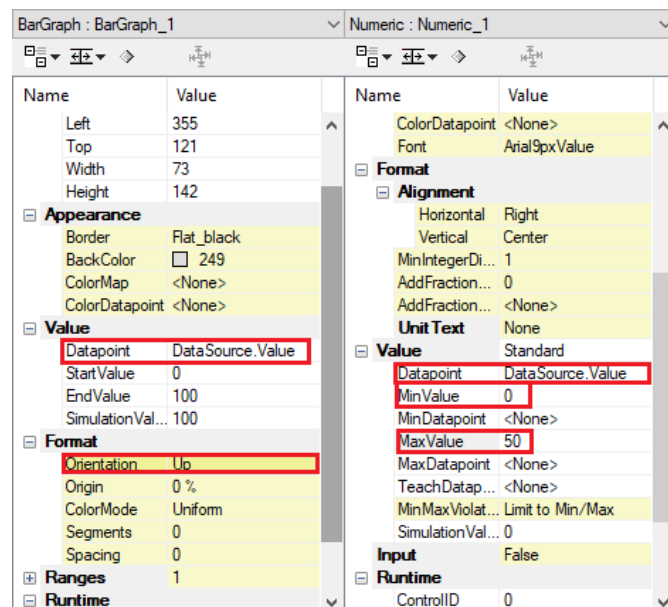 BarGraph : BarGraph_1
Name Value
Left 355
Top 121
Width 73
Height 142
Appearance
Border Flat_black
BackColor 249
ColorMap <None>
ColorDatapoint <None>
Value
Datapoint DataSource.Value
StartValue 0
EndValue 100
SimulationVal... 100
Format
Orientation Up
Origin 0 %
ColorMode Uniform
Segments 0
Spacing 0
Ranges 1
Runtime
Numeric : Numeric_1
Name Value
ColorDatapoint <None>
Font Arial9pxValue
Format
Alignment
Horizontal Right
Vertical Center
MinIntegerDi... 1
AddFraction... 0
AddFraction... <None>
Unit Text None
Value Standard
Datapoint DataSource.Value
MinValue 0
MinDatapoint <None>
MaxValue 50
MaxDatapoint <None>
TeachDatap... <None>
MinMaxViolat... Limit to Min/Max
SimulationVal... 0
Input False
Runtime
ControlID 0